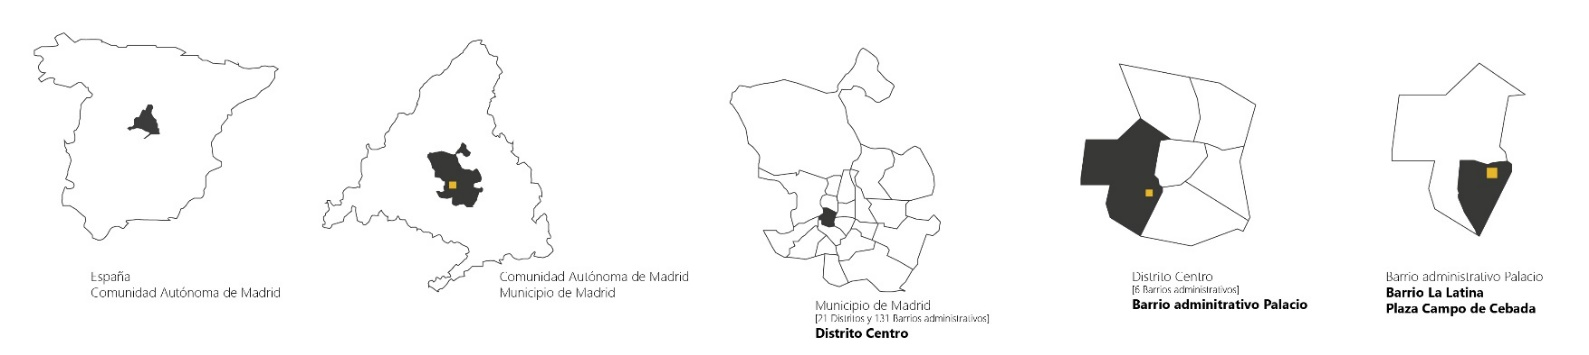 España
Comunidad Autónoma de Madrid
Comunidad Autónoma de Madrid
Municipio de Madrid
Municipio de Madrid
[21 Distritos y 131 Barrios administrativos]
Distrito Centro
Distrito Centro
[6 Barrios administrativos]
Barrio adminitrativo Palacio
Barrio administrativo Palacio
Barrio La Latina
Plaza Campo de Cebada